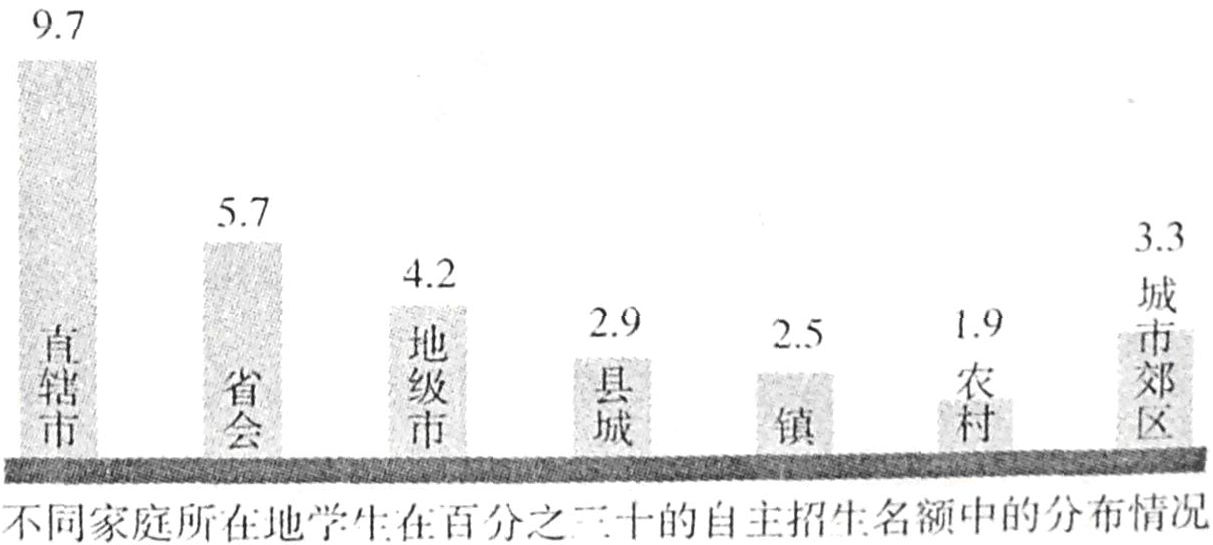 9.7
直辖市
5.7
省会
4.2
地级市
2.9
县城
2.5
镇
1.9
农村
3.3
城市郊区
不同家庭所在地学生在百分之三十的自主招生名额中的分布情况